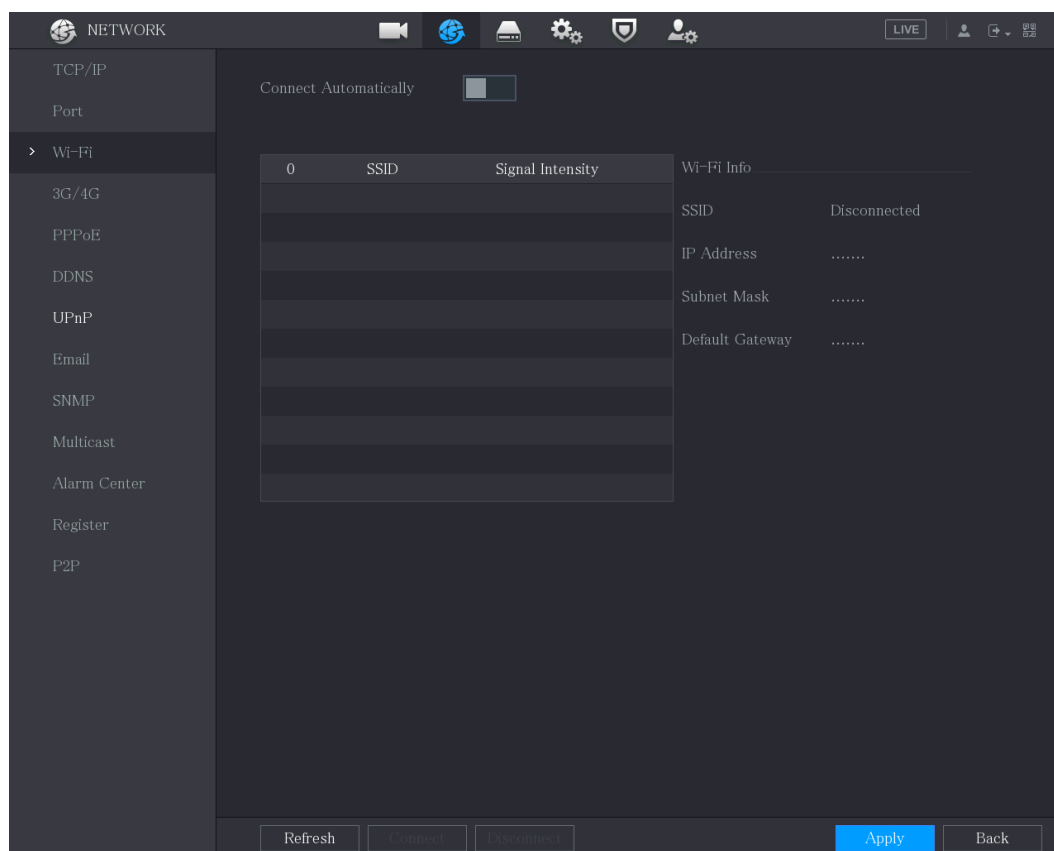 NETWORK
LIVE
TCP/IP
Port
Wi-Fi
3G/4G
PPPoE
DDNS
UPnP
Email
SNMP
Multicast
Alarm Center
Register
P2P
Connect Automatically
0 SSID Signal Intensity
Wi-Fi Info
SSID Disconnected
IP Address .......
Subnet Mask .......
Default Gateway .......
Refresh Connect Disconnect Apply Back